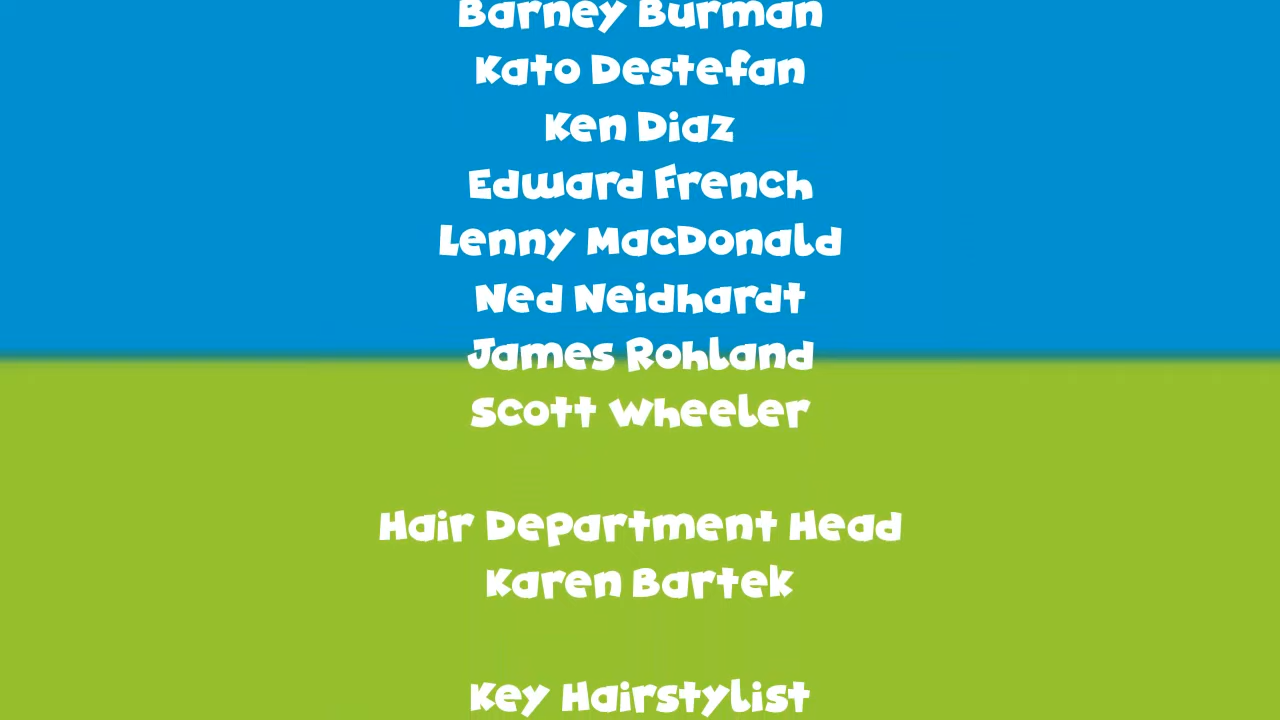 Barney Burman
Kato Destefan
Ken Diaz
Edward French
Lenny MacDonald
Ned Neidhardt
James Rohland
Scott Wheeler
Hair Department Head
Karen Bartek
Key Hairstylist